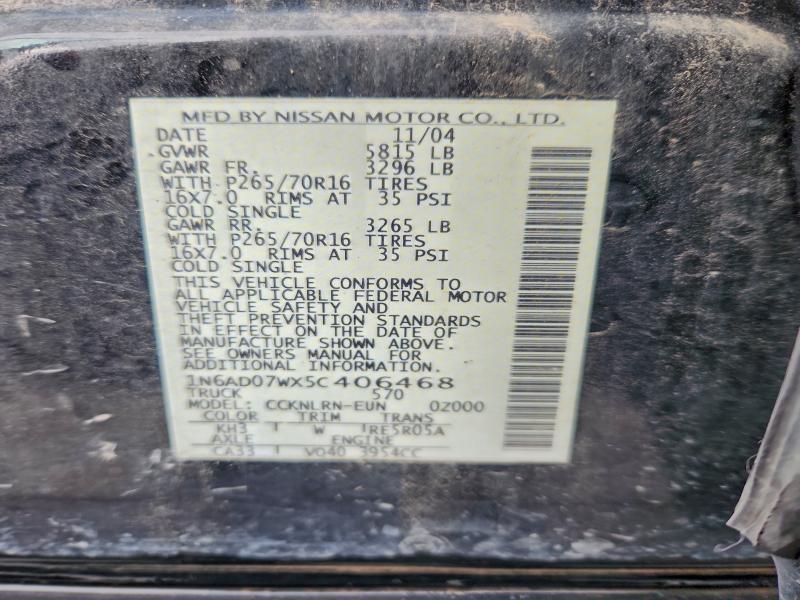 MFD BY NISSAN MOTOR CO., LTD.
DATE 11/04
GVWR 5815 LB
GAWR FR. 3296 LB
WITH P265/70R16 TIRES
16X7.0 RIMS AT 35 PSI
COLD SINGLE
GAWR RR. 3265 LB
WITH P265/70R16 TIRES
16X7.0 RIMS AT 35 PSI
COLD SINGLE
THIS VEHICLE CONFORMS TO
ALL APPLICABLE FEDERAL MOTOR
VEHICLE SAFETY AND
THEFT PREVENTION STANDARDS
IN EFFECT ON THE DATE OF
MANUFACTURE SHOWN ABOVE.
SEE OWNERS MANUAL FOR
ADDITIONAL INFORMATION.
1N6AD07WX5C406468
TRUCK 570
MODEL: CCKNLRN-EUN 0Z000
COLOR TRIM TRANS
KH3 W RE5R05A
AXLE ENGINE
CA33 VQ40 3954CC